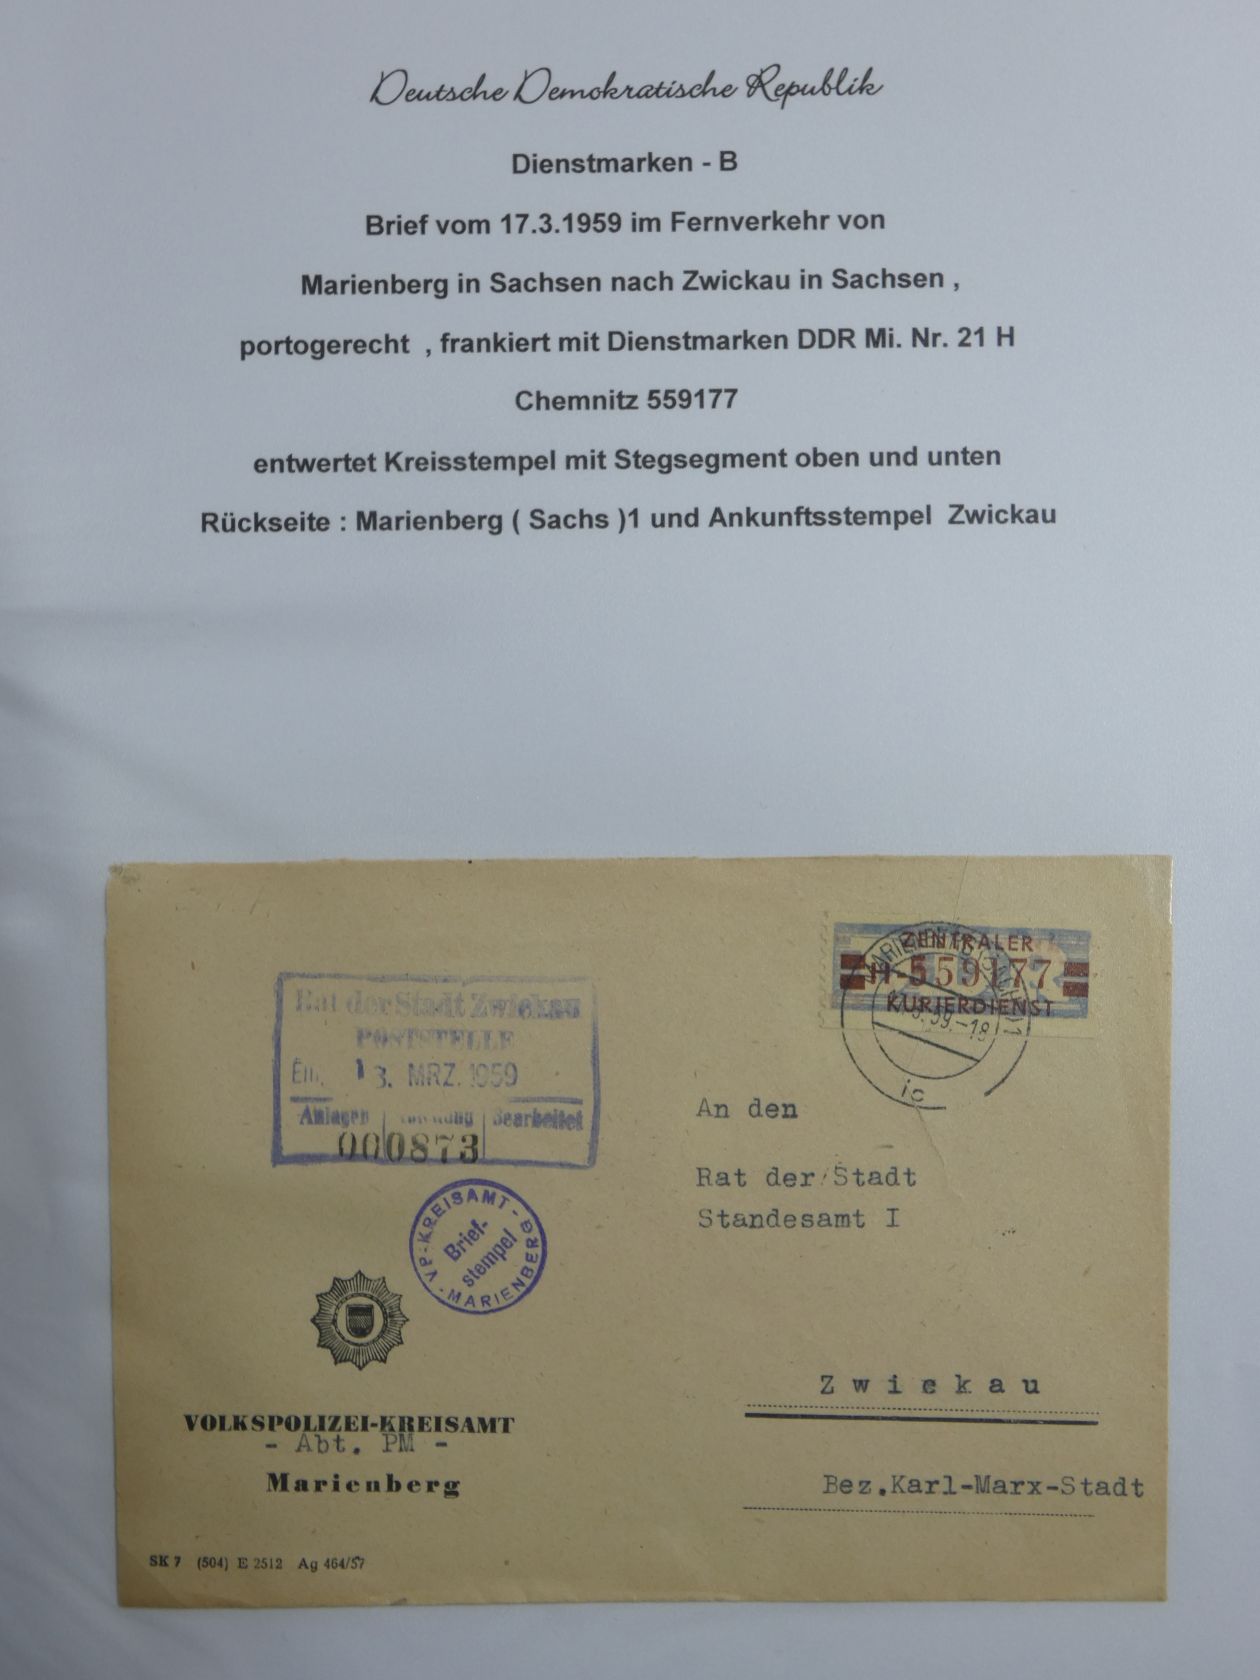 Deutsche Demokratische Republik
Dienstmarken - B
Brief vom 17.3.1959 im Fernverkehr von
Marienberg in Sachsen nach Zwickau in Sachsen ,
portogerecht , frankiert mit Dienstmarken DDR Mi. Nr. 21 H
Chemnitz 559177
entwertet Kreisstempel mit Stegsegment oben und unten
Rückseite : Marienberg ( Sachs )1 und Ankunftsstempel Zwickau
ZENTRALER
H-559177
KURIERDIENST
59.-18
ic
Rat der Stadt Zwickau
POSTSTELLE
Ein. 3. MRZ. 1959
Anlagen Bearbeitet
000873
VP-KREISAMT-
MARIENBERG
Brief-
stempel
An den
Rat der Stadt
Standesamt I
Zwickau
Bez.Karl-Marx-Stadt
VOLKSPOLIZEI-KREISAMT
- Abt. PM -
Marienberg
SK 7 (504) E 2512 Ag 464/57